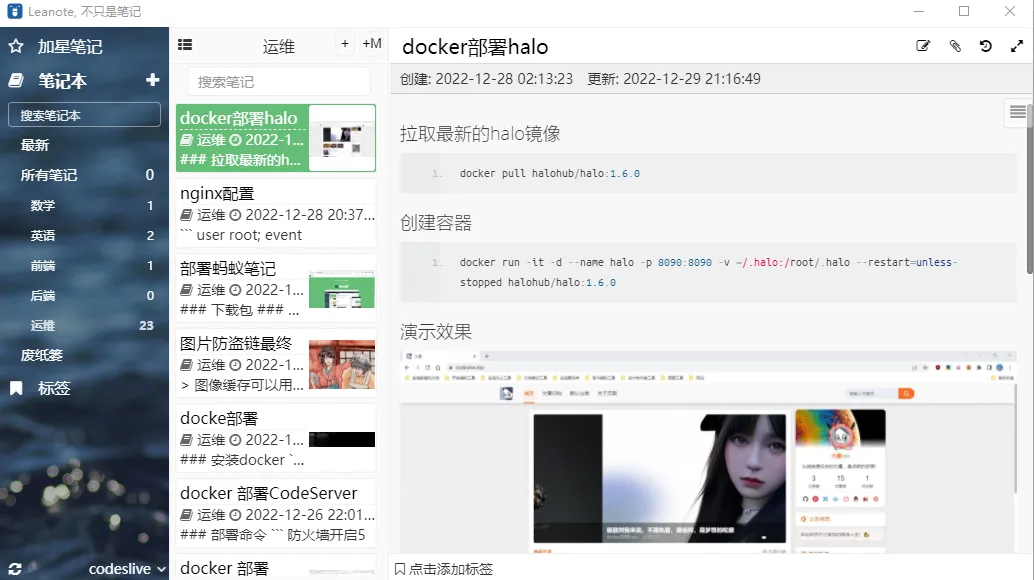 Leanote, 不只是笔记
加星笔记
笔记本
搜索笔记本
最新
所有笔记 0
数学 1
英语 2
前端 1
后端 0
运维 23
废纸篓
标签
codeslive
运维 + +M
搜索笔记
docker部署halo
运维 2022-12-1...
### 拉取最新的h...
nginx配置
运维 2022-12-28 20:37...
``` user root; event
部署蚂蚁笔记
运维 2022-1...
### 下载包 ### ...
图片防盗链最终
运维 2022-1...
> 图像缓存可以用...
docke部署
运维 2022-1...
### 安装docker `...
docker 部署CodeServer
运维 2022-12-26 22:01...
### 部署命令 ``` 防火墙开启5
docker 部署
docker部署halo
创建: 2022-12-28 02:13:23 更新: 2022-12-29 21:16:49
拉取最新的halo镜像
1. docker pull halohub/halo:1.6.0
创建容器
1. docker run -it -d --name halo -p 8090:8090 -v ~/.halo:/root/.halo --restart=unless-
stopped halohub/halo:1.6.0
演示效果
3 15 1
点击添加标签